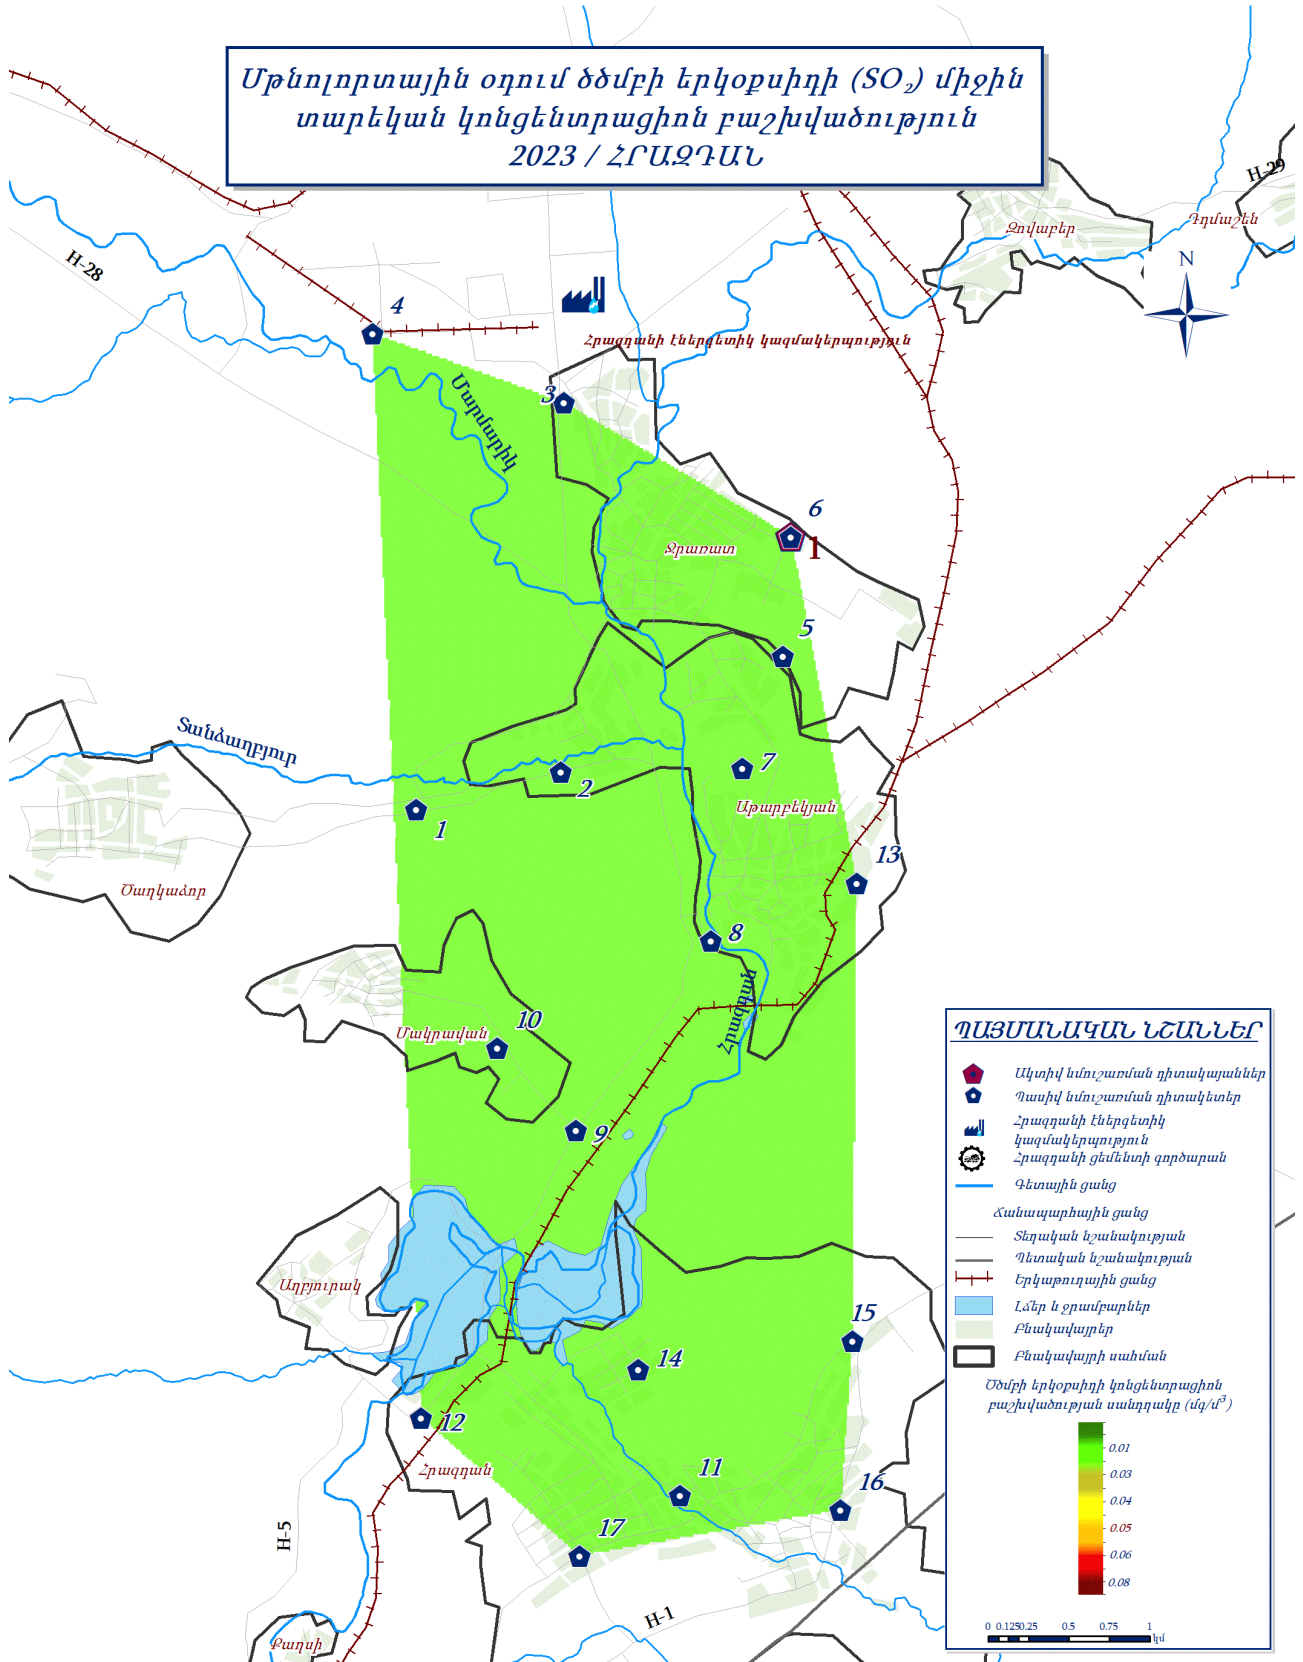 Մթնոլորտային օդում ծծմբի երկօքսիդի (SO₂) միջին
տարեկան կոնցենտրացիոն բաշխվածություն
2023 / ՀՐԱԶԴԱՆ
H-29
Գղմաշեն
Զովաբեր
N
H-28
4
Հրազդանի էներգետիկ կազմակերպություն
Մարմարիկ
3
6
1
Ջրառատ
5
Տանձաղբյուր
7
2
Աթարբեկյան
1
13
Ծաղկաձոր
8
Հրազդան
10
Մակրավան
9
Աղբյուրակ
15
14
12
Հրազդան
11
16
17
H-5
H-1
Քաղսի
ՊԱՅՄԱՆԱԿԱՆ ՆՇԱՆՆԵՐ
Ակտիվ նմուշառման դիտակայաններ
Պասիվ նմուշառման դիտակետեր
Հրազդանի էներգետիկ
կազմակերպություն
Հրազդանի ցեմենտի գործարան
Գետային ցանց
Ճանապարհային ցանց
Տեղական նշանակության
Պետական նշանակության
Երկաթուղային ցանց
Լճեր և ջրամբարներ
Բնակավայրեր
Բնակավայրի սահման
Ծծմբի երկօքսիդի կոնցենտրացիոն
բաշխվածության սանդղակը (մգ/մ³)
0.01
0.03
0.04
0.05
0.06
0.08
0 0.125 0.25 0.5 0.75 1
կմ